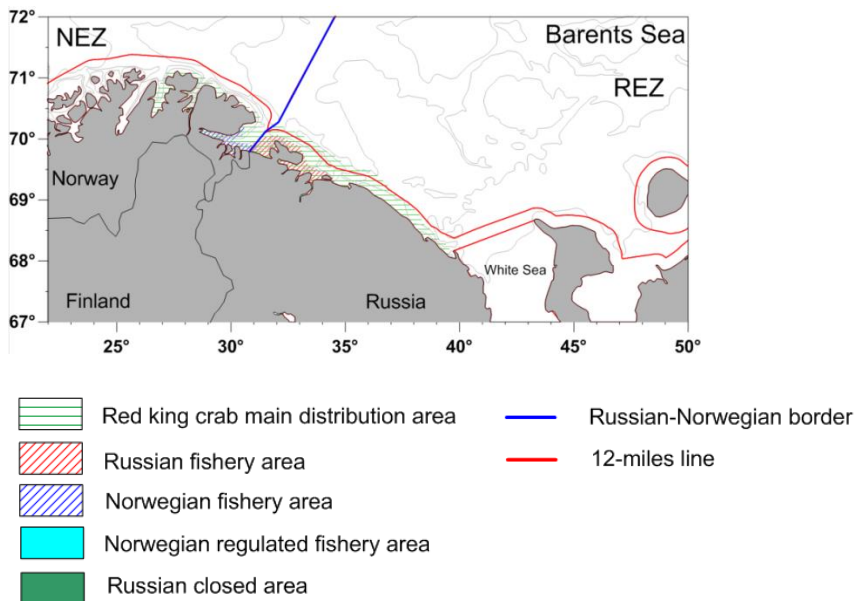 72°
NEZ
Barents Sea
71°
REZ
70°
Norway
69°
68°
White Sea
Finland
Russia
67°
25°
30°
35°
40°
45°
50°
Red king crab main distribution area
Russian-Norwegian border
Russian fishery area
12-miles line
Norwegian fishery area
Norwegian regulated fishery area
Russian closed area